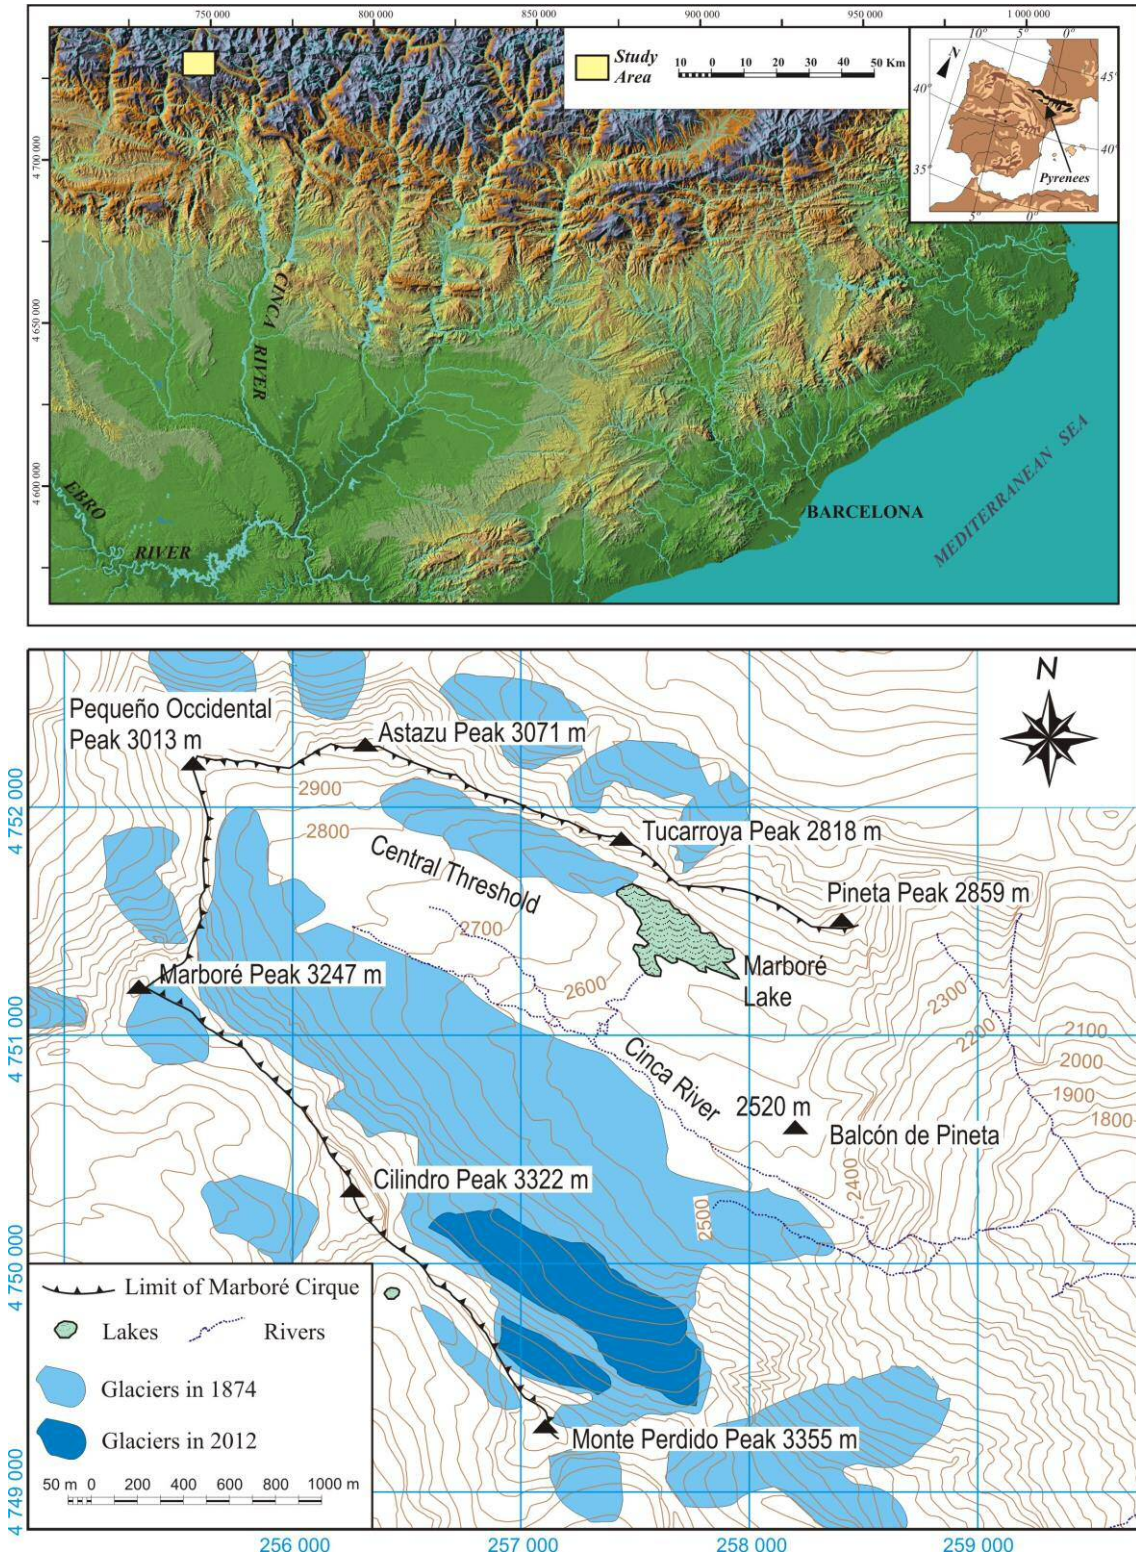 750 000
800 000
850 000
900 000
950 000
1 000 000
Study
Area
10 0 10 20 30 40 50 Km
10°
5°
0°
N
45°
40°
40°
35°
Pyrenees
5°
0°
4 700 000
4 650 000
4 600 000
CINCA
RIVER
EBRO
RIVER
BARCELONA
MEDITERRANEAN SEA
N
Pequeño Occidental
Peak 3013 m
Astazu Peak 3071 m
2900
2800
Tucarroya Peak 2818 m
Central Threshold
Pineta Peak 2859 m
2700
Marboré
Lake
Marboré Peak 3247 m
2600
2300
2200
2100
2000
1900
1800
Cinca River
2520 m
Balcón de Pineta
2400
Cilindro Peak 3322 m
2500
Monte Perdido Peak 3355 m
Limit of Marboré Cirque
Lakes
Rivers
Glaciers in 1874
Glaciers in 2012
50 m 0 200 400 600 1000 m
4 752 000
4 751 000
4 750 000
4 749 000
256 000
257 000
258 000
259 000